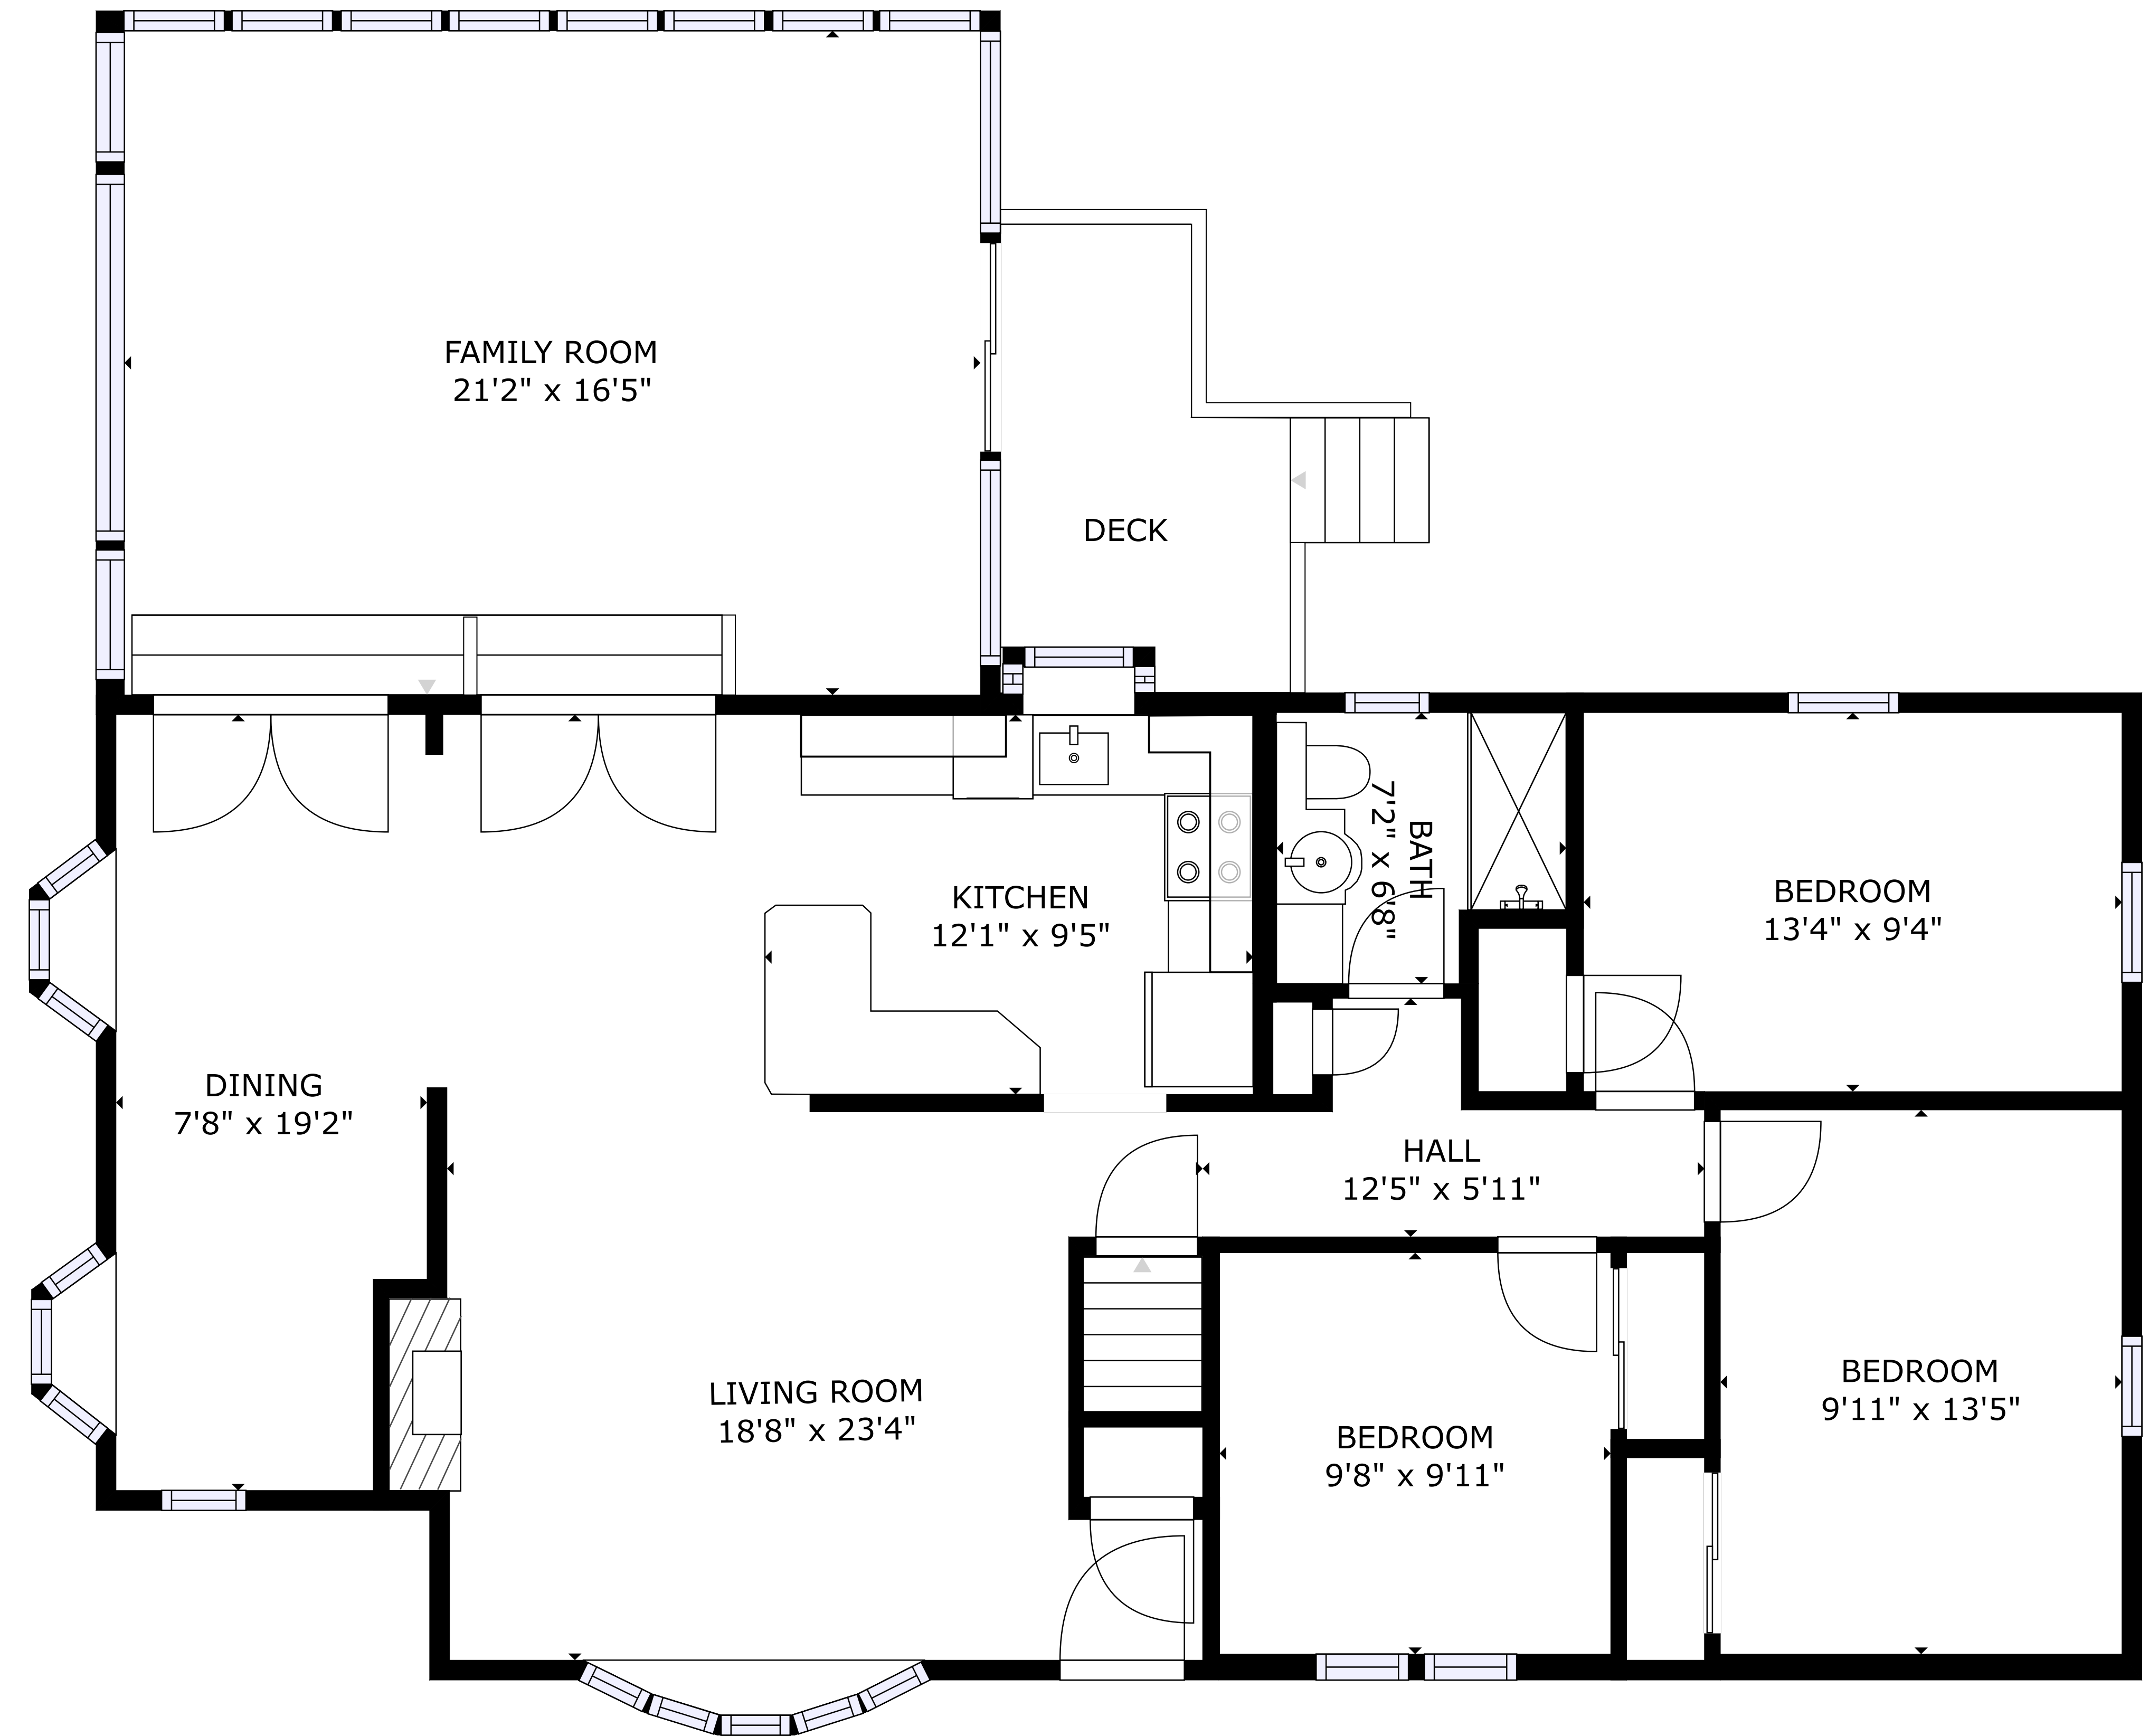 FAMILY ROOM
21'2" x 16'5"
DECK
KITCHEN
12'1" x 9'5"
BATH
7'2" x 6'8"
BEDROOM
13'4" x 9'4"
DINING
7'8" x 19'2"
HALL
12'5" x 5'11"
LIVING ROOM
18'8" x 23'4"
BEDROOM
9'8" x 9'11"
BEDROOM
9'11" x 13'5"